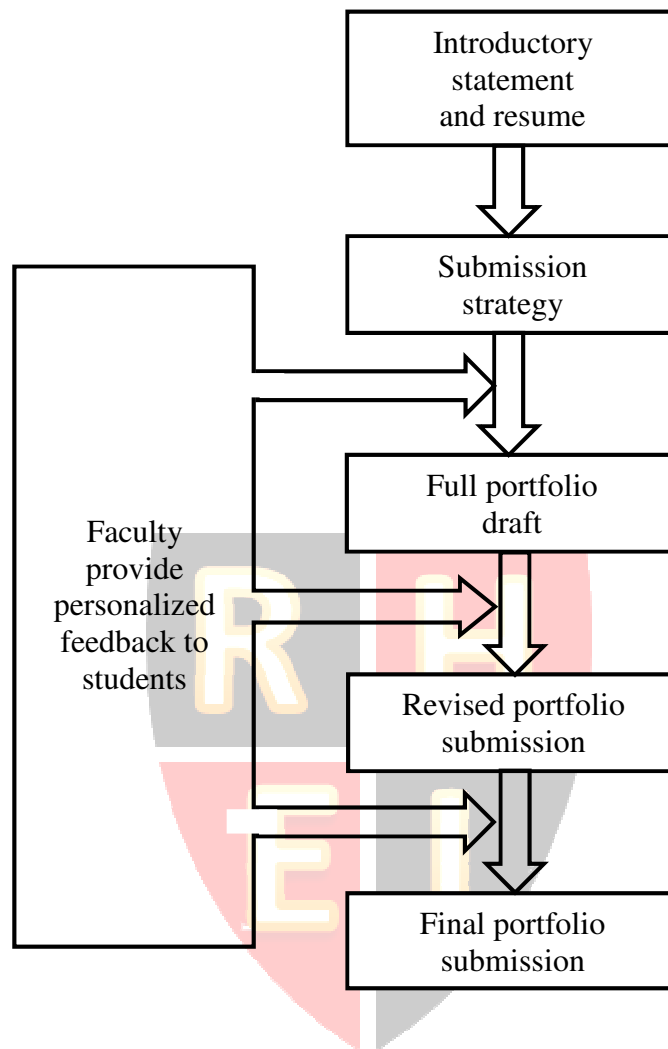 Introductory
statement
and resume
Submission
strategy
Full portfolio
draft
Faculty
provide
personalized
feedback to
students
Revised portfolio
submission
Final portfolio
submission
R H
E I